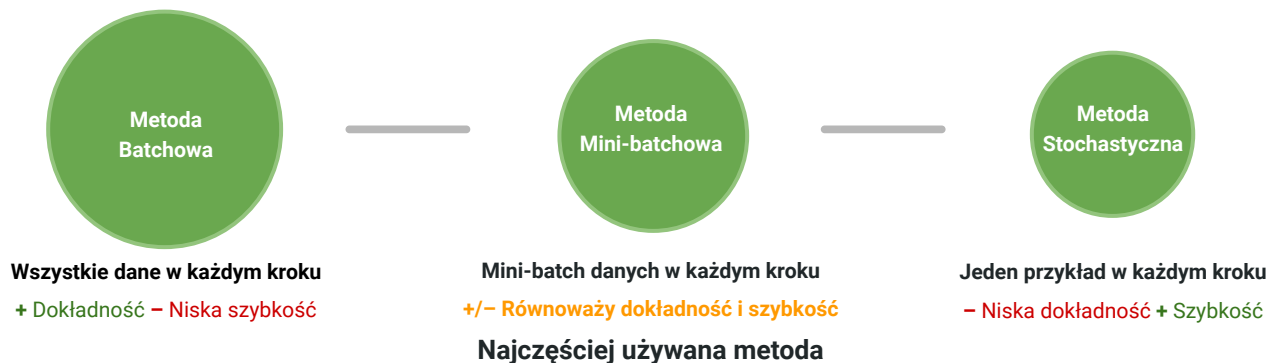 Metoda
Batchowa
Metoda
Mini-batchowa
Metoda
Stochastyczna
Wszystkie dane w każdym kroku
+ Dokładność – Niska szybkość
Mini-batch danych w każdym kroku
+/– Równoważy dokładność i szybkość
Najczęściej używana metoda
Jeden przykład w każdym kroku
– Niska dokładność + Szybkość